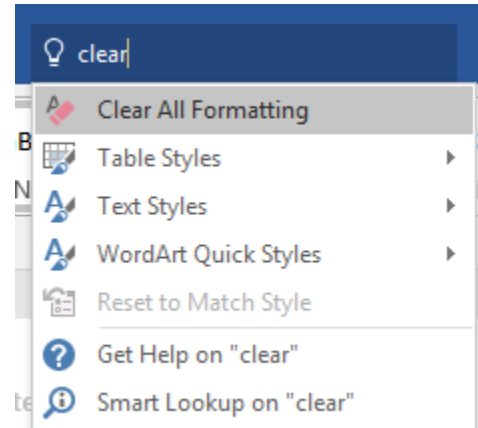 clear
Clear All Formatting
B
Table Styles
N
Text Styles
WordArt Quick Styles
Reset to Match Style
Get Help on "clear"
te
Smart Lookup on "clear"